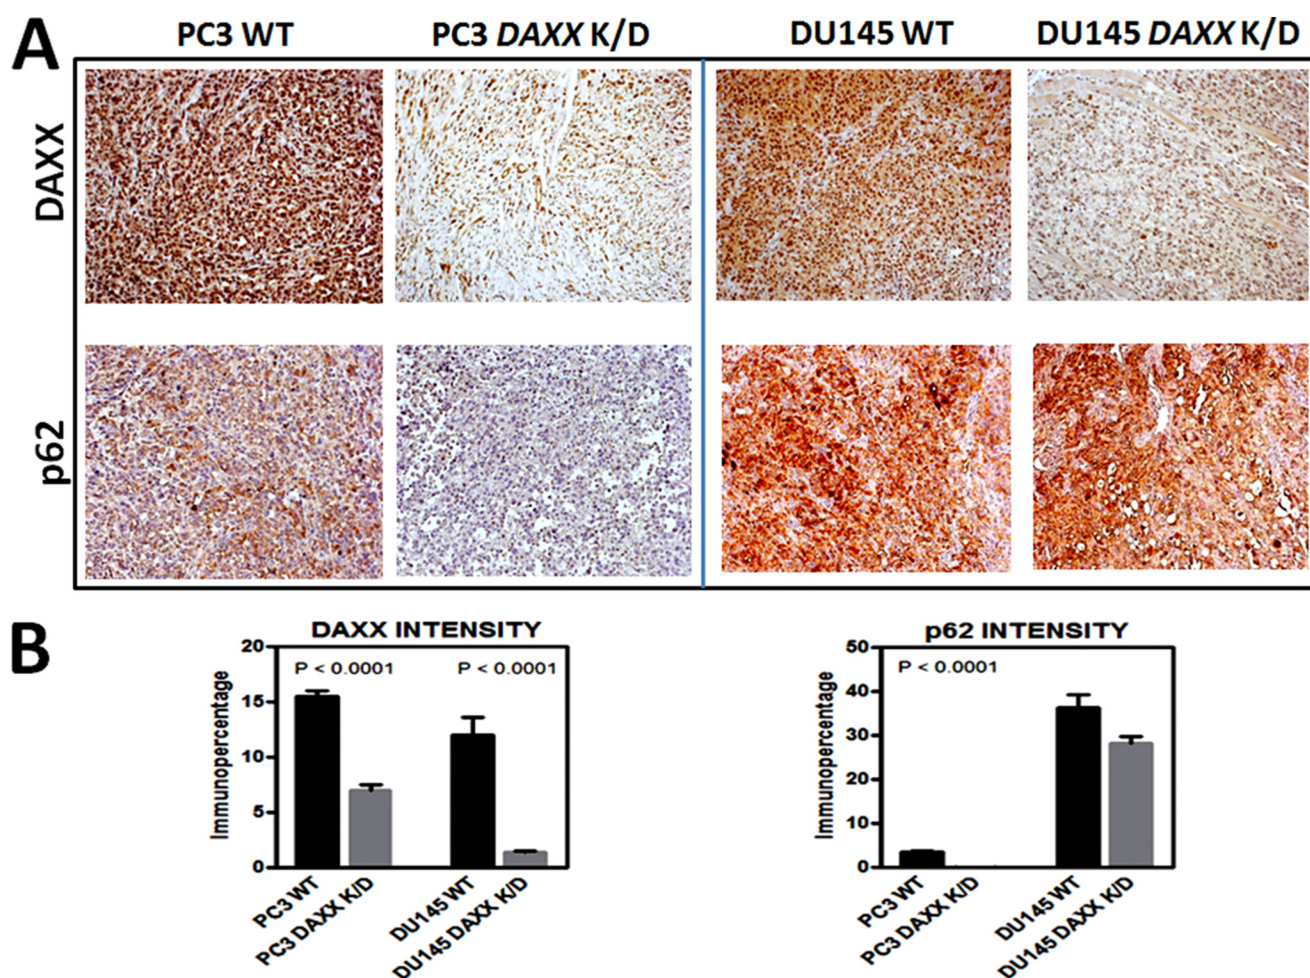 A
PC3 WT
PC3 DAXX K/D
DU145 WT
DU145 DAXX K/D
DAXX
p62
B
DAXX INTENSITY
Immunopercentage
20
15
10
5
0
P < 0.0001
P < 0.0001
PC3 WT
PC3 DAXX K/D
DU145 WT
DU145 DAXX K/D
p62 INTENSITY
Immunopercentage
50
40
30
20
10
0
P < 0.0001
PC3 WT
PC3 DAXX K/D
DU145 WT
DU145 DAXX K/D